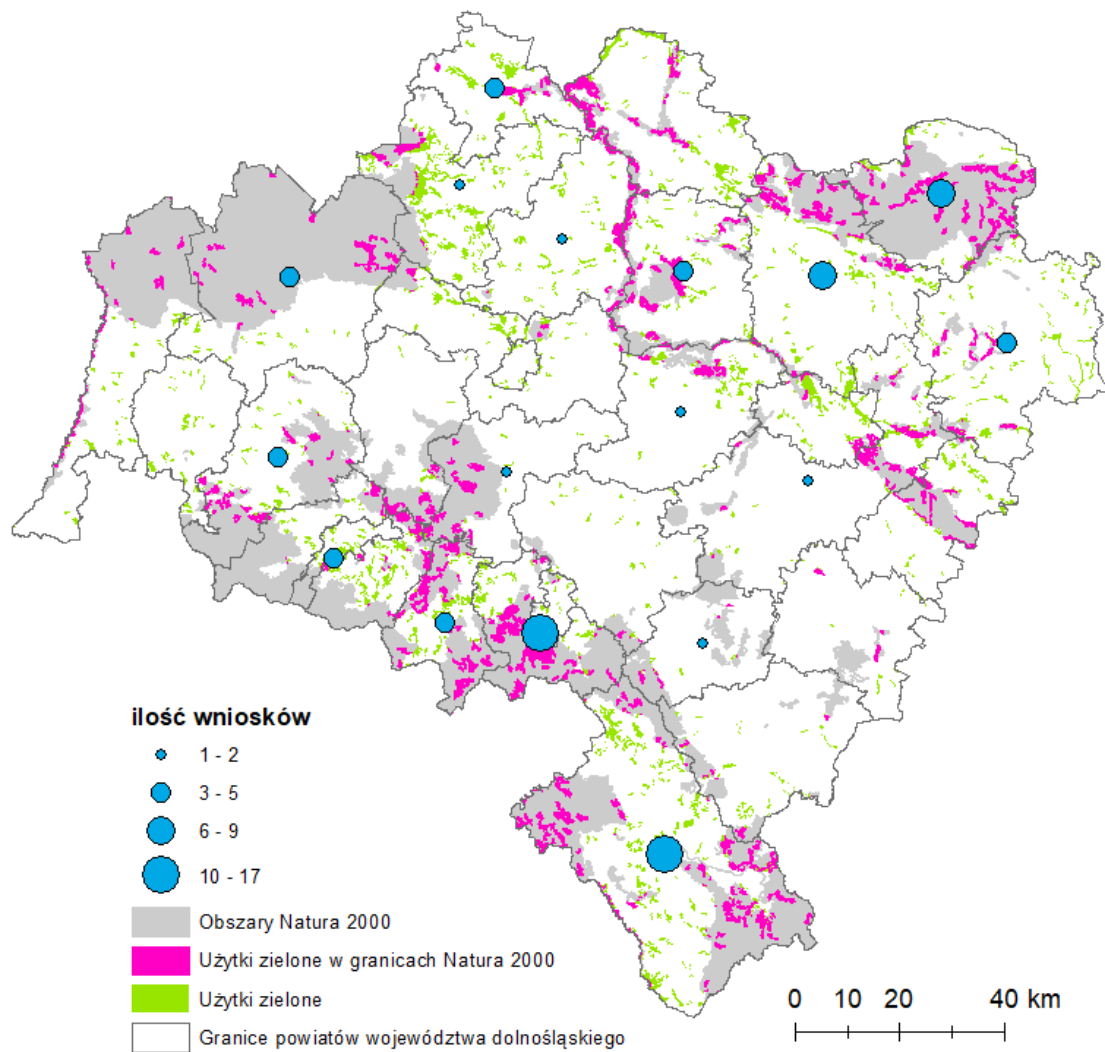 ilość wniosków
1 - 2
3 - 5
6 - 9
10 - 17
Obszary Natura 2000
Użytki zielone w granicach Natura 2000
Użytki zielone
Granice powiatów województwa dolnośląskiego
0 10 20 40 km